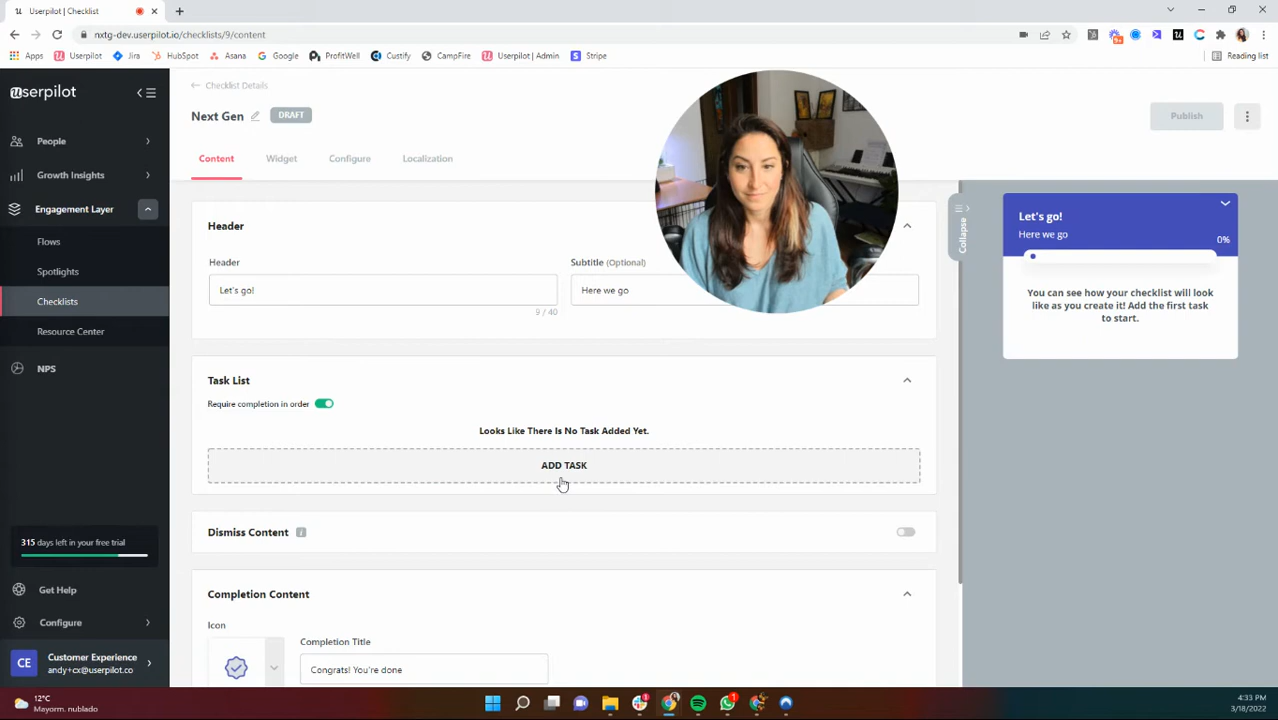 Userpilot | Checklist
nxtg-dev.userpilot.io/checklists/9/content
Apps Userpilot Jira HubSpot Asana Google ProfitWell Custify CampFire Userpilot | Admin Stripe Reading list
userpilot
People
Growth Insights
Engagement Layer
Flows
Spotlights
Checklists
Resource Center
NPS
315 days left in your free trial
Get Help
Configure
CE
Customer Experience
andy+cx@userpilot.co
Checklist Details
Next Gen DRAFT
Publish
Content Widget Configure Localization
Header
Header
Let's go!
9 / 40
Subtitle (Optional)
Here we go
Task List
Require completion in order
Looks Like There Is No Task Added Yet.
ADD TASK
Dismiss Content
Completion Content
Icon
Completion Title
Congrats! You're done
Collapse
Let's go!
Here we go
0%
You can see how your checklist will look
like as you create it! Add the first task
to start.
12°C
Mayorm. nublado
4:33 PM
3/18/2022